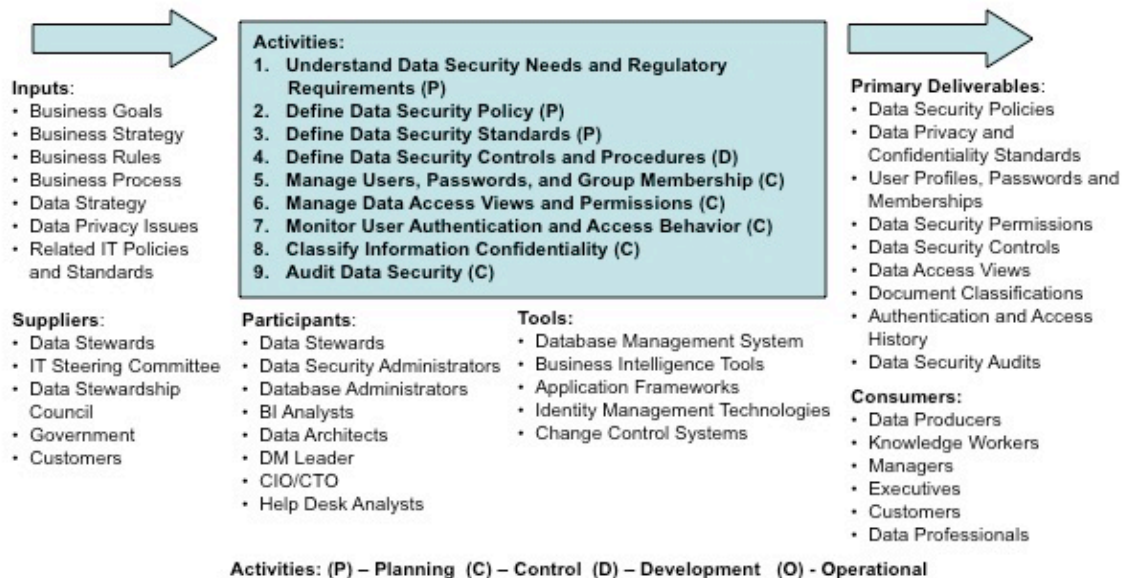 Activities:
1. Understand Data Security Needs and Regulatory
Requirements (P)
2. Define Data Security Policy (P)
3. Define Data Security Standards (P)
4. Define Data Security Controls and Procedures (D)
5. Manage Users, Passwords, and Group Membership (C)
6. Manage Data Access Views and Permissions (C)
7. Monitor User Authentication and Access Behavior (C)
8. Classify Information Confidentiality (C)
9. Audit Data Security (C)
Inputs:
• Business Goals
• Business Strategy
• Business Rules
• Business Process
• Data Strategy
• Data Privacy Issues
• Related IT Policies
and Standards
Suppliers:
• Data Stewards
• IT Steering Committee
• Data Stewardship
Council
• Government
• Customers
Participants:
• Data Stewards
• Data Security Administrators
• Database Administrators
• BI Analysts
• Data Architects
• DM Leader
• CIO/CTO
• Help Desk Analysts
Tools:
• Database Management System
• Business Intelligence Tools
• Application Frameworks
• Identity Management Technologies
• Change Control Systems
Primary Deliverables:
• Data Security Policies
• Data Privacy and
Confidentiality Standards
• User Profiles, Passwords and
Memberships
• Data Security Permissions
• Data Security Controls
• Data Access Views
• Document Classifications
• Authentication and Access
History
• Data Security Audits
Consumers:
• Data Producers
• Knowledge Workers
• Managers
• Executives
• Customers
• Data Professionals
Activities: (P) – Planning (C) – Control (D) – Development (O) - Operational